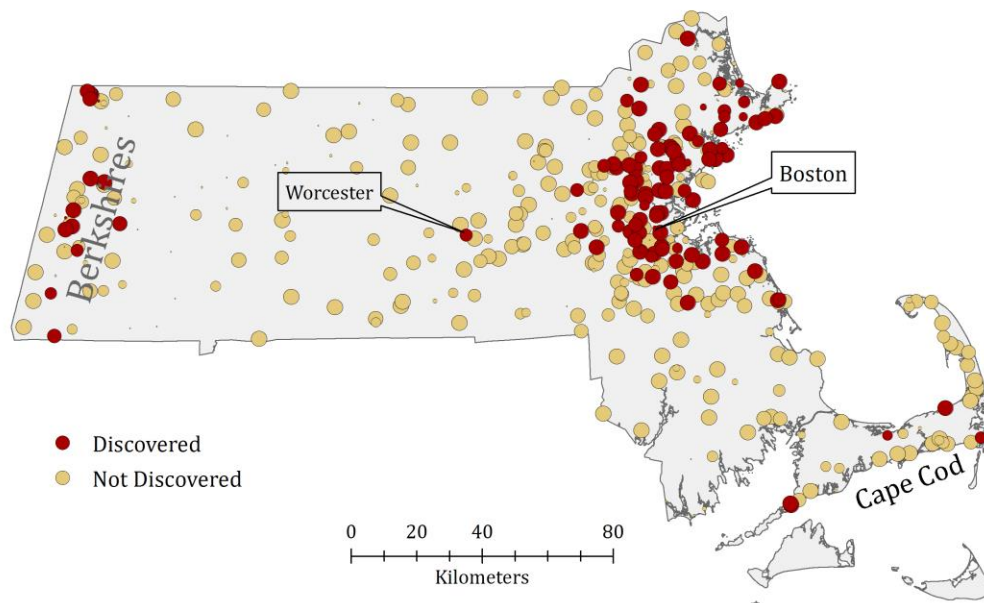 Berkshires
Worcester
Boston
Discovered
Not Discovered
Cape Cod
0 20 40 80
Kilometers